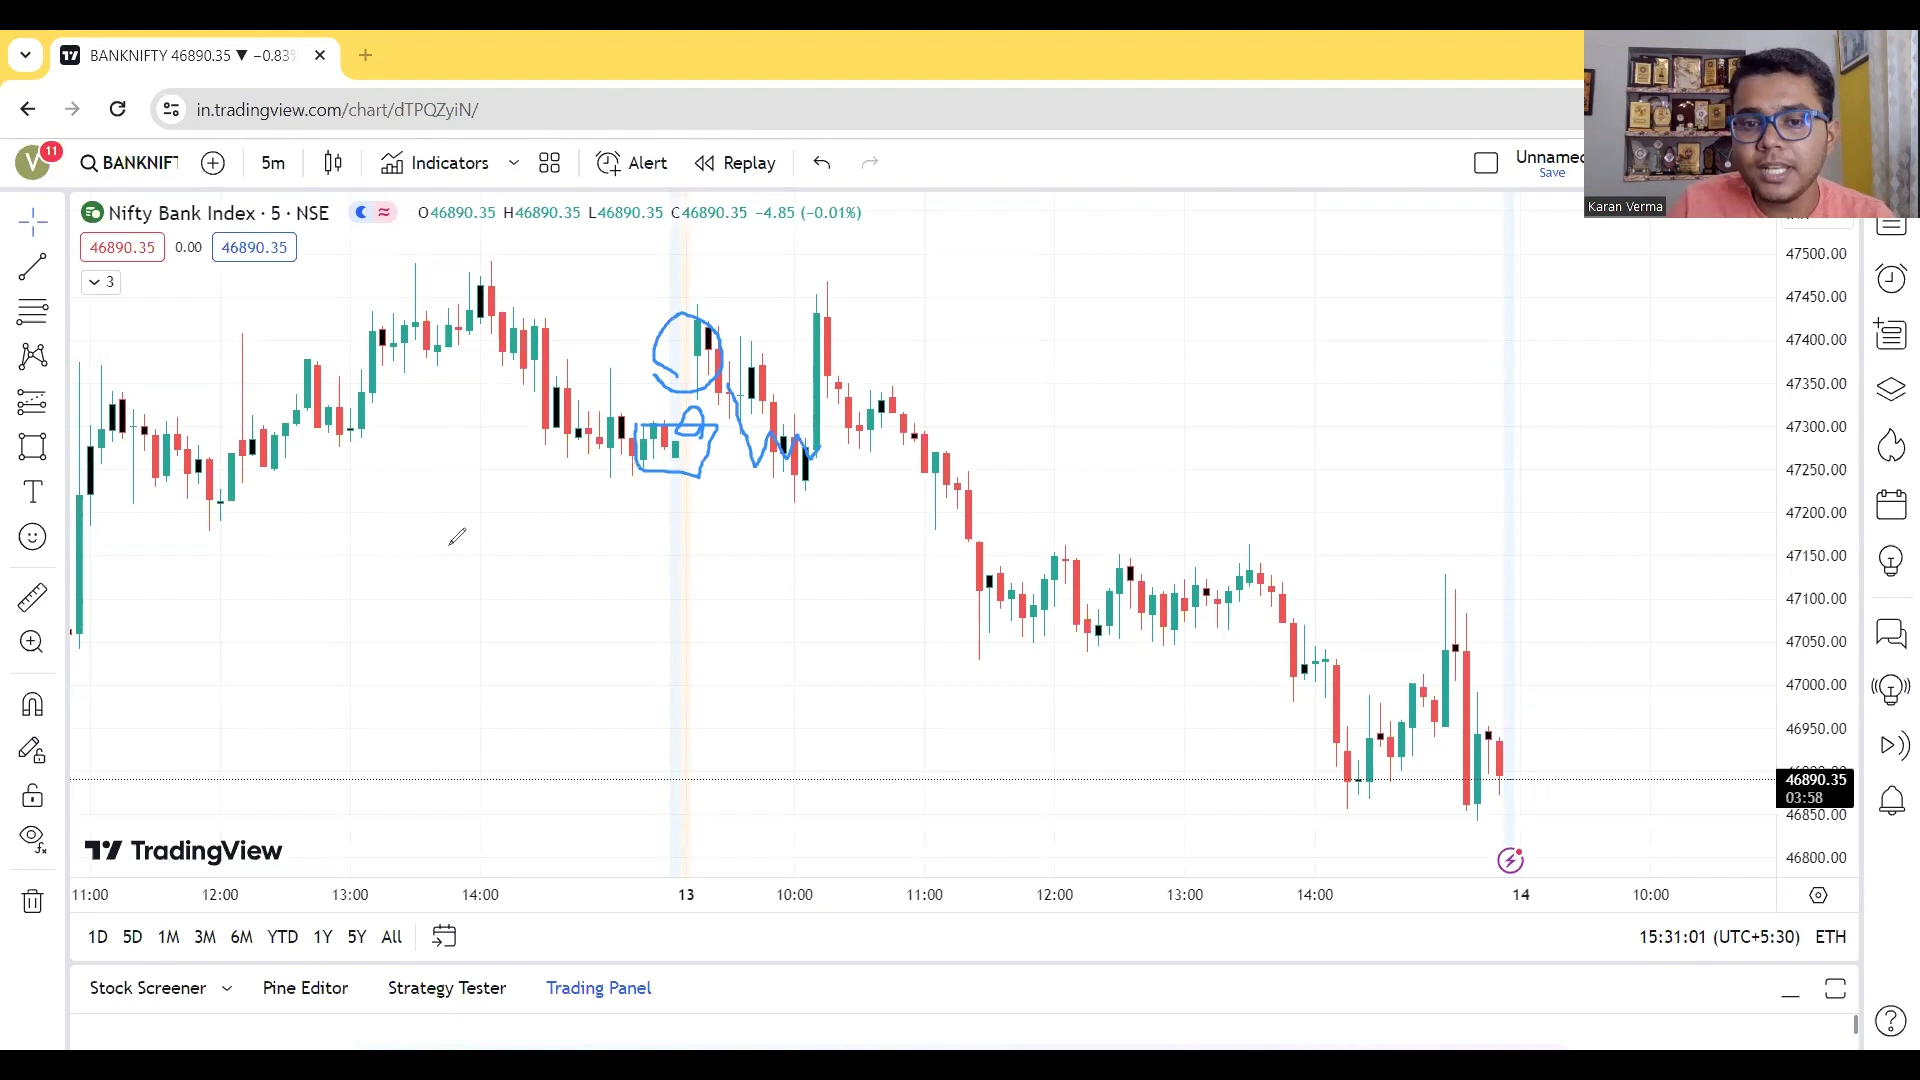 BANKNIFTY 46890.35 ▼ −0.83%
in.tradingview.com/chart/dTPQZyiN/
V 11 BANKNIFT 5m Indicators Alert Replay Unnamed
Save
Karan Verma
Nifty Bank Index · 5 · NSE O46890.35 H46890.35 L46890.35 C46890.35 −4.85 (−0.01%)
46890.35 0.00 46890.35
3
47500.00
47450.00
47400.00
47350.00
47300.00
47250.00
47200.00
47150.00
47100.00
47050.00
47000.00
46950.00
46890.35
03:58
46850.00
46800.00
TradingView
11:00 12:00 13:00 14:00 13 10:00 11:00 12:00 13:00 14:00 14 10:00
1D 5D 1M 3M 6M YTD 1Y 5Y All 15:31:01 (UTC+5:30) ETH
Stock Screener Pine Editor Strategy Tester Trading Panel